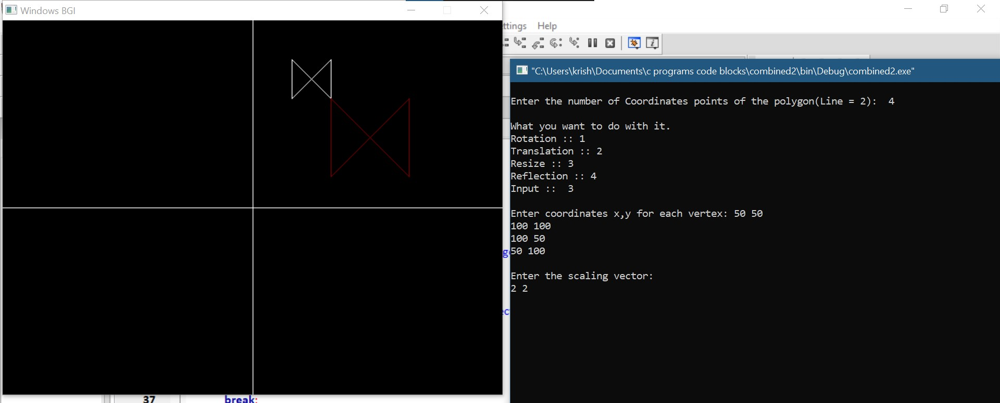 Windows BGI
ttings Help
"C:\Users\krish\Documents\c programs code blocks\combined2\bin\Debug\combined2.exe"
Enter the number of Coordinates points of the polygon(Line = 2):  4
What you want to do with it.
Rotation :: 1
Translation :: 2
Resize :: 3
Reflection :: 4
Input ::  3
Enter coordinates x,y for each vertex: 50 50
100 100
100 50
50 100
Enter the scaling vector:
2 2
ge
ec
37 break;